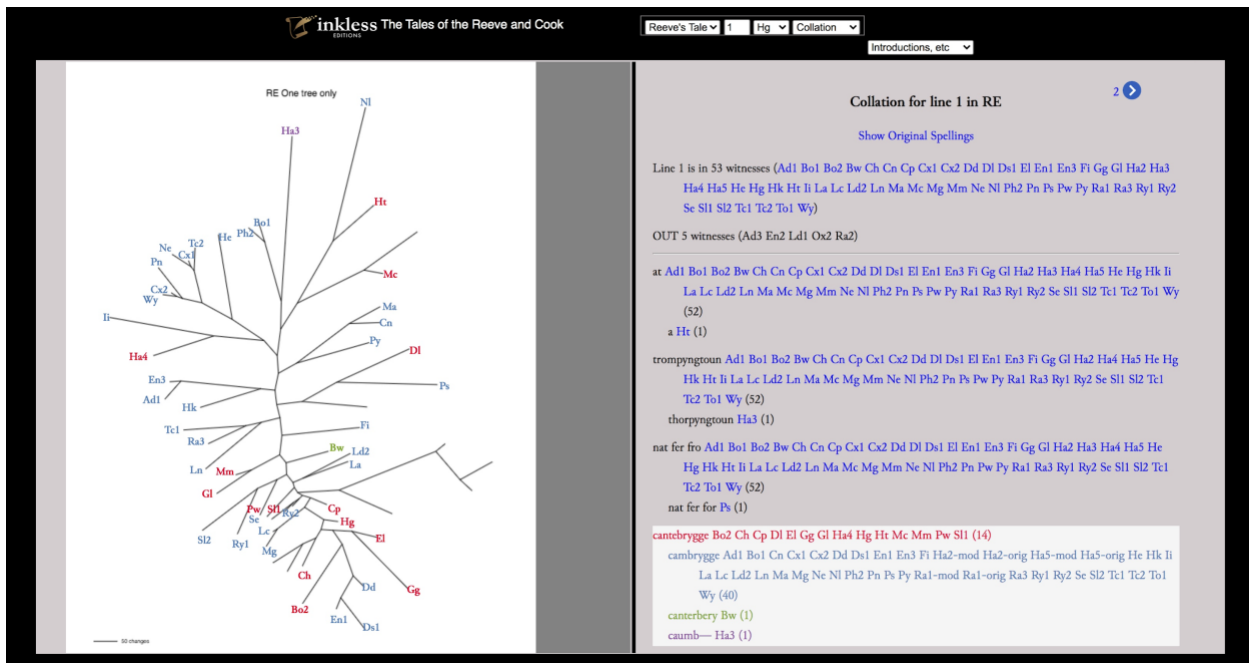 inkless The Tales of the Reeve and Cook
EDITIONS
Reeve's Tale 1 Hg Collation
Introductions, etc
RE One tree only
Nl
Ha3
Ht
Bo1
Ph2
He
Tc2
Ne
Cx1
Pn
Mc
Cx2
Wy
Ma
Ii
Cn
Py
Ha4
Dl
En3
Ps
Ad1
Hk
Fi
Tc1
Ra3
Bw
Ld2
La
Ln
Mm
Gl
Pw
Sl1
Cp
Ry2
Se
Hg
Lc
El
Sl2
Ry1
Mg
Ch
Dd
Gg
Bo2
En1
Ds1
50 changes
2
Collation for line 1 in RE
Show Original Spellings
Line 1 is in 53 witnesses (Ad1 Bo1 Bo2 Bw Ch Cn Cp Cx1 Cx2 Dd Dl Ds1 El En1 En3 Fi Gg Gl Ha2 Ha3
Ha4 Ha5 He Hg Hk Ht Ii La Lc Ld2 Ln Ma Mc Mg Mm Ne Nl Ph2 Pn Ps Pw Py Ra1 Ra3 Ry1 Ry2
Se Sl1 Sl2 Tc1 Tc2 To1 Wy)
OUT 5 witnesses (Ad3 En2 Ld1 Ox2 Ra2)
at Ad1 Bo1 Bo2 Bw Ch Cn Cp Cx1 Cx2 Dd Dl Ds1 El En1 En3 Fi Gg Gl Ha2 Ha3 Ha4 Ha5 He Hg Hk Ii
La Lc Ld2 Ln Ma Mc Mg Mm Ne Nl Ph2 Pn Ps Pw Py Ra1 Ra3 Ry1 Ry2 Se Sl1 Sl2 Tc1 Tc2 To1 Wy
(52)
a Ht (1)
trompyngtoun Ad1 Bo1 Bo2 Bw Ch Cn Cp Cx1 Cx2 Dd Dl Ds1 El En1 En3 Fi Gg Gl Ha2 Ha4 Ha5 He Hg
Hk Ht Ii La Lc Ld2 Ln Ma Mc Mg Mm Ne Nl Ph2 Pn Ps Pw Py Ra1 Ra3 Ry1 Ry2 Se Sl1 Sl2 Tc1
Tc2 To1 Wy (52)
thorpyngtoun Ha3 (1)
nat fer fro Ad1 Bo1 Bo2 Bw Ch Cn Cp Cx1 Cx2 Dd Dl Ds1 El En1 En3 Fi Gg Gl Ha2 Ha3 Ha4 Ha5 He
Hg Hk Ht Ii La Lc Ld2 Ln Ma Mc Mg Mm Ne Nl Ph2 Pn Pw Py Ra1 Ra3 Ry1 Ry2 Se Sl1 Sl2 Tc1
Tc2 To1 Wy (52)
nat fer for Ps (1)
cantebrygge Bo2 Ch Cp Dl El Gg Gl Ha4 Hg Ht Mc Mm Pw Sl1 (14)
cambrygge Ad1 Bo1 Cn Cx1 Cx2 Dd Ds1 En1 En3 Fi Ha2-mod Ha2-orig Ha5-mod Ha5-orig He Hk Ii
La Lc Ld2 Ln Ma Mg Ne Nl Ph2 Pn Ps Py Ra1-mod Ra1-orig Ra3 Ry1 Ry2 Se Sl2 Tc1 Tc2 To1
Wy (40)
canterbery Bw (1)
caumb— Ha3 (1)